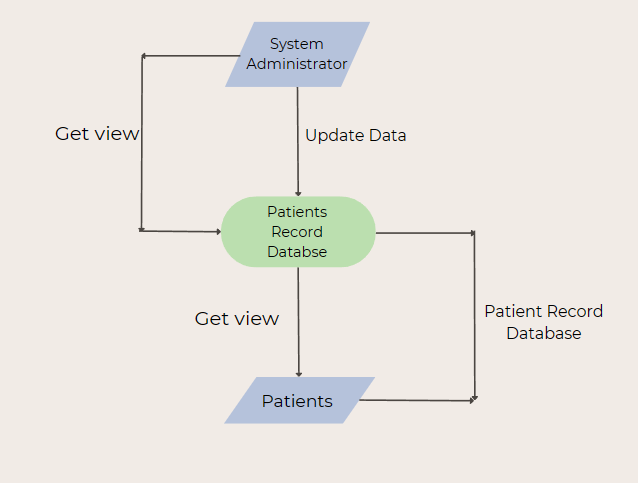 System
Administrator
Get view
Update Data
Patients
Record
Databse
Get view
Patient Record
Database
Patients